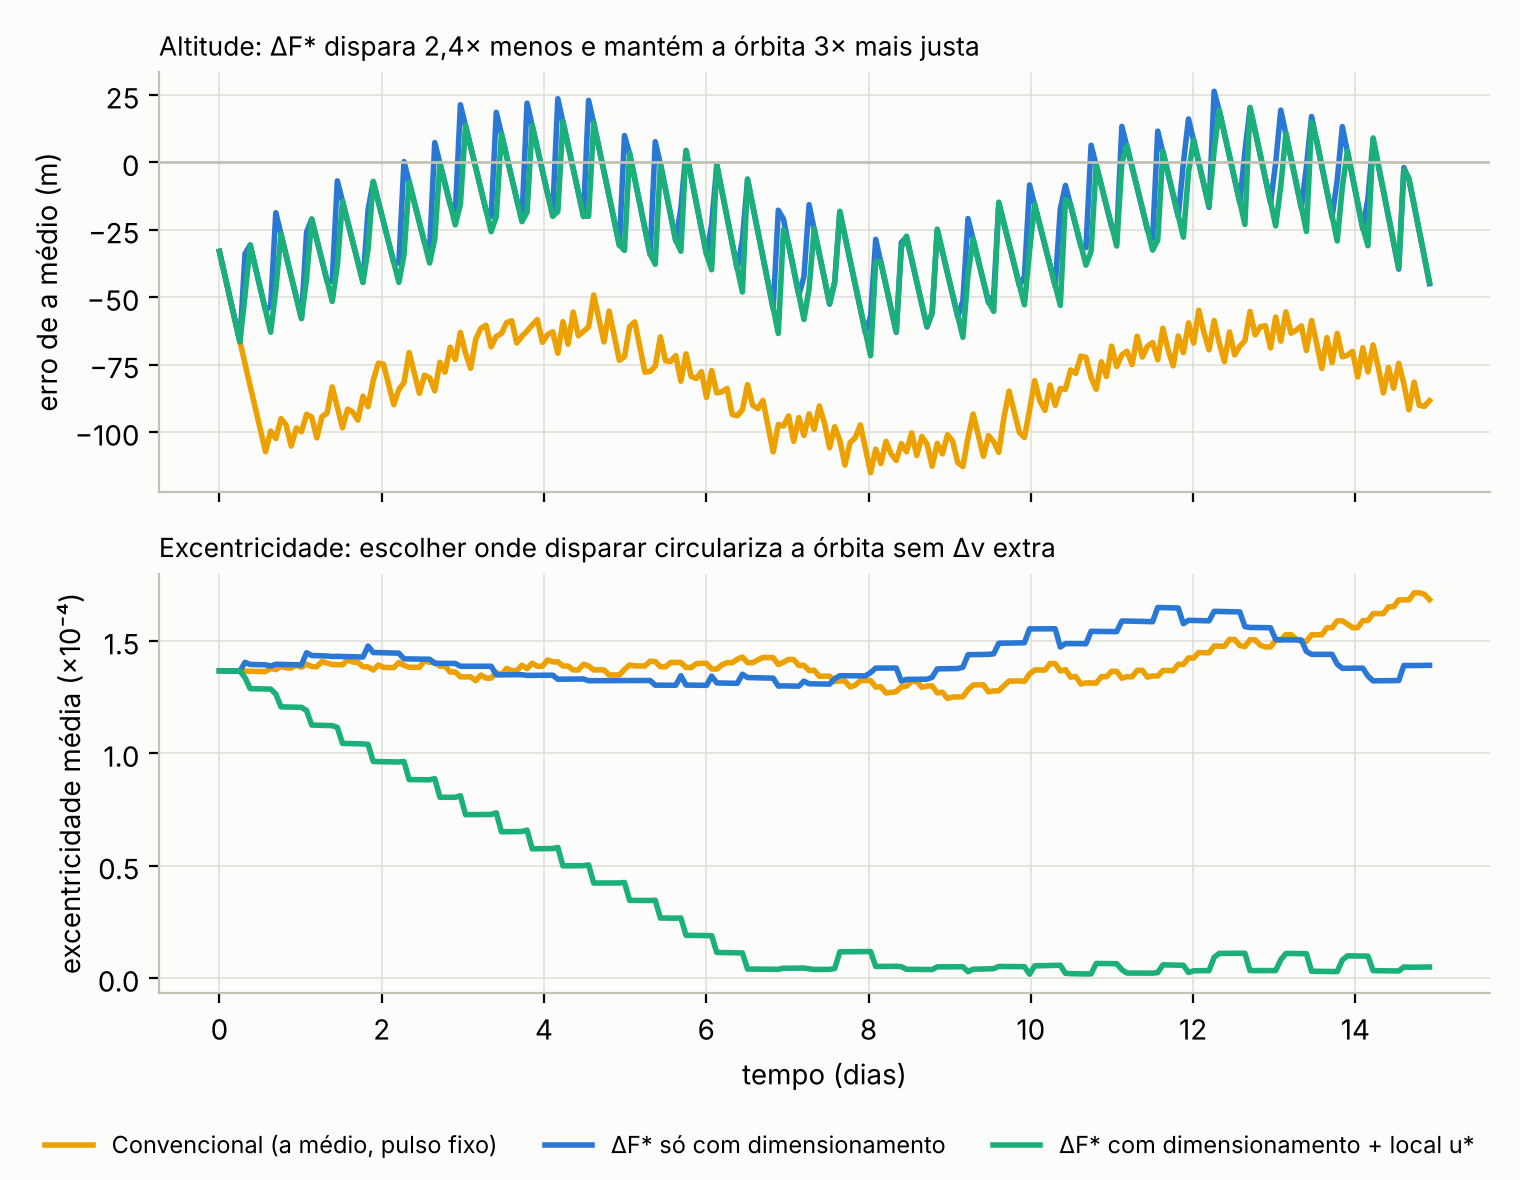 Altitude: ΔF* dispara 2,4× menos e mantém a órbita 3× mais justa
erro de a médio (m)
25
0
−25
−50
−75
−100
Excentricidade: escolher onde disparar circulariza a órbita sem Δv extra
excentricidade média (×10⁻⁴)
1.5
1.0
0.5
0.0
0 2 4 6 8 10 12 14
tempo (dias)
Convencional (a médio, pulso fixo) ΔF* só com dimensionamento ΔF* com dimensionamento + local u*